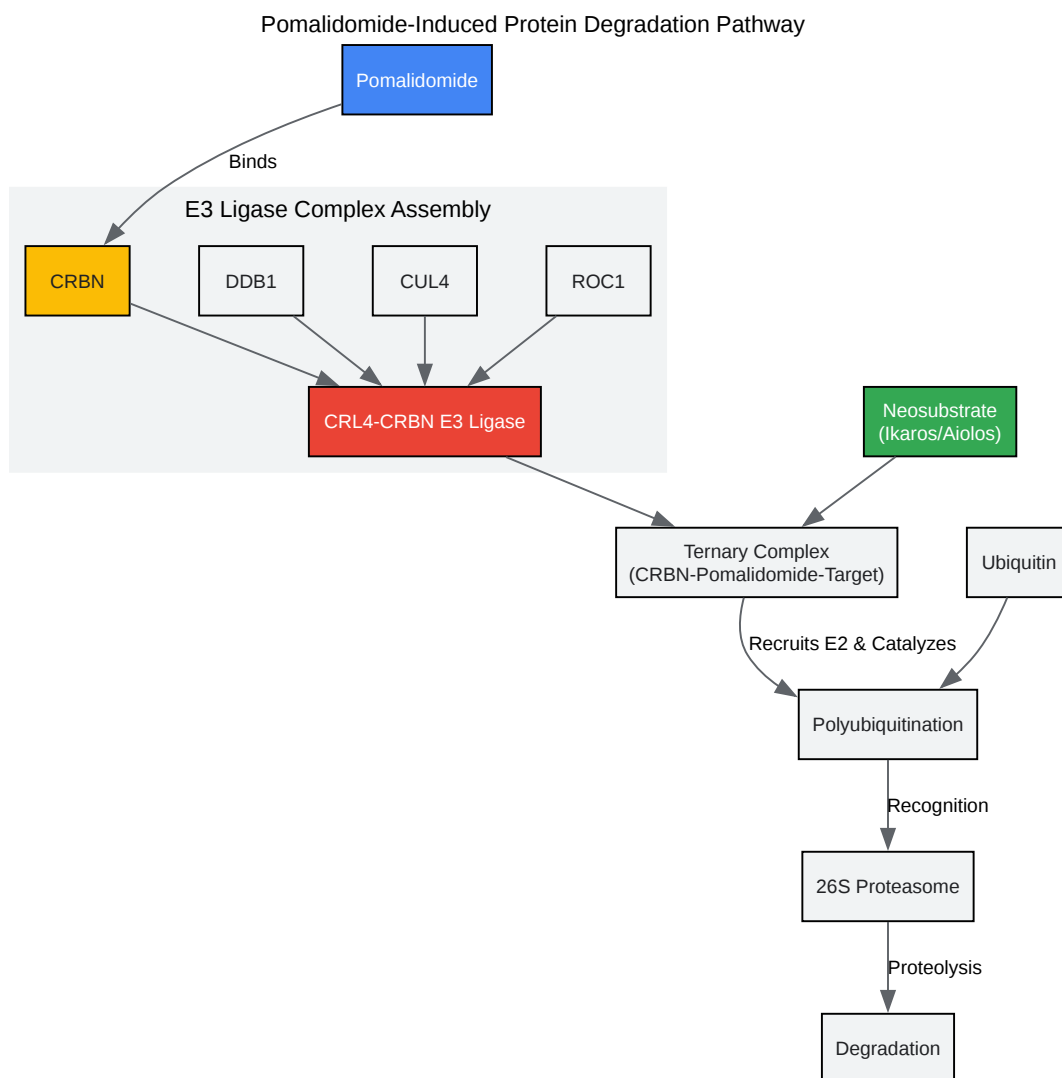 Pomalidomide-Induced Protein Degradation Pathway
Pomalidomide
Binds
E3 Ligase Complex Assembly
CRBN
DDB1
CUL4
ROC1
CRL4-CRBN E3 Ligase
Neosubstrate
(Ikaros/Aiolos)
Ternary Complex
(CRBN-Pomalidomide-Target)
Ubiquitin
Recruits E2 & Catalyzes
Polyubiquitination
Recognition
26S Proteasome
Proteolysis
Degradation